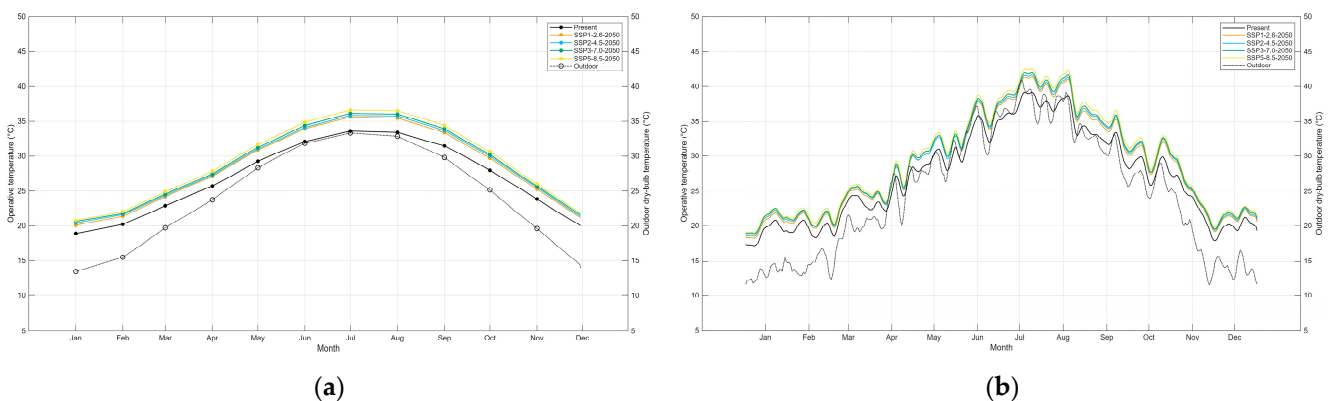 50
45
40
35
30
25
20
15
10
5
Operative temperature (°C)
50
45
40
35
30
25
20
15
10
5
Outdoor dry-bulb temperature (°C)
Present
SSP1-2.6-2050
SSP2-4.5-2050
SSP3-7.0-2050
SSP5-8.5-2050
Outdoor
Jan Feb Mar Apr May Jun Jul Aug Sep Oct Nov Dec
Month
(a)
50
45
40
35
30
25
20
15
10
5
Operative temperature (°C)
50
45
40
35
30
25
20
15
10
5
Outdoor dry-bulb temperature (°C)
Present
SSP1-2.6-2050
SSP2-4.5-2050
SSP3-7.0-2050
SSP5-8.5-2050
Outdoor
Jan Feb Mar Apr May Jun Jul Aug Sep Oct Nov Dec
Month
(b)